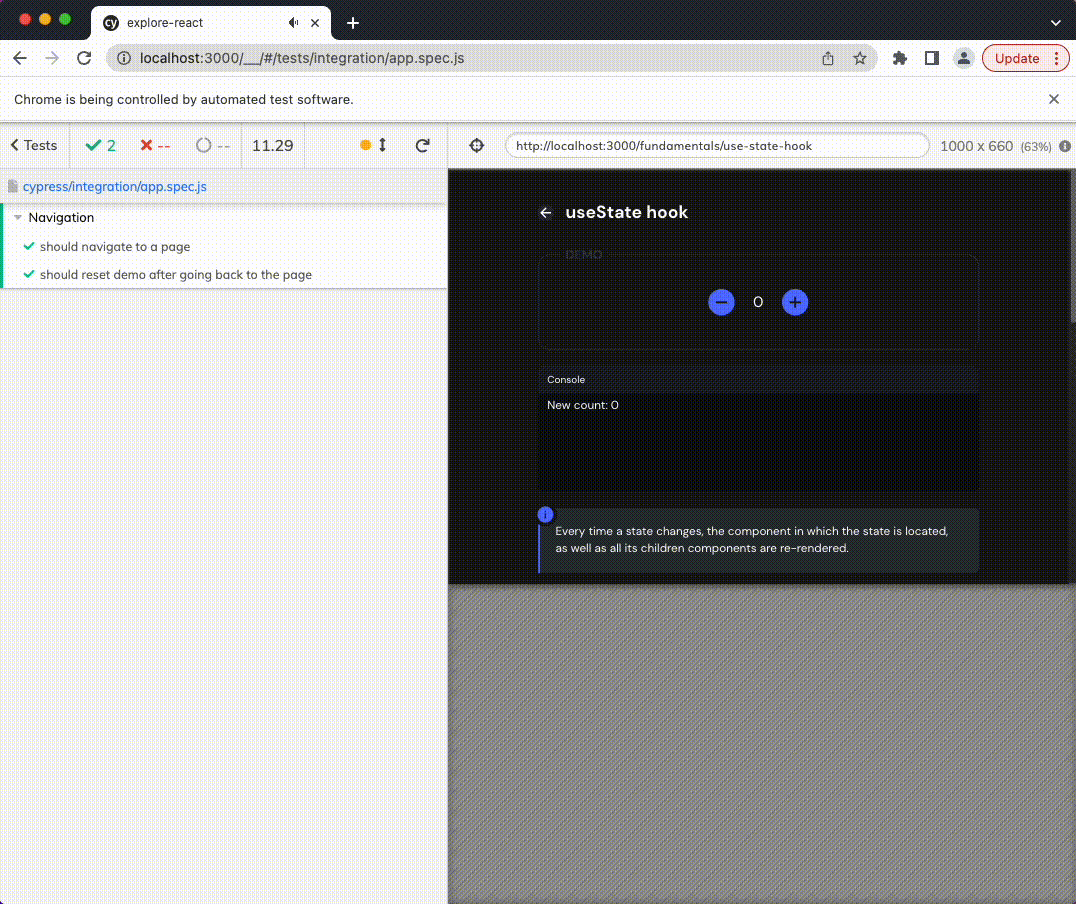 cy explore-react
localhost:3000/__/#/tests/integration/app.spec.js
Update
Chrome is being controlled by automated test software.
Tests 2 -- -- 11.29
http://localhost:3000/fundamentals/use-state-hook
1000 x 660 (63%)
cypress/integration/app.spec.js
Navigation
should navigate to a page
should reset demo after going back to the page
useState hook
DEMO
0
Console
New count: 0
Every time a state changes, the component in which the state is located,
as well as all its children components are re-rendered.